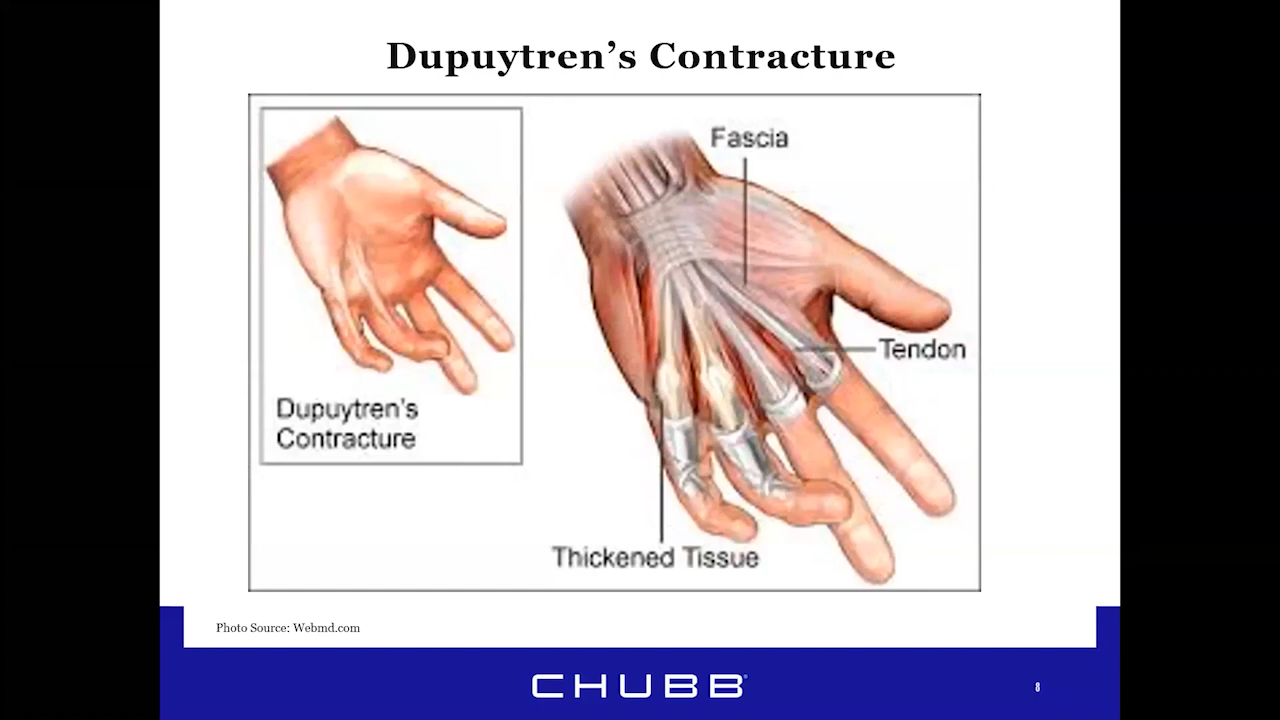 Dupuytren’s Contracture
Fascia
Tendon
Dupuytren's
Contracture
Thickened Tissue
Photo Source: Webmd.com
CHUBB®
8